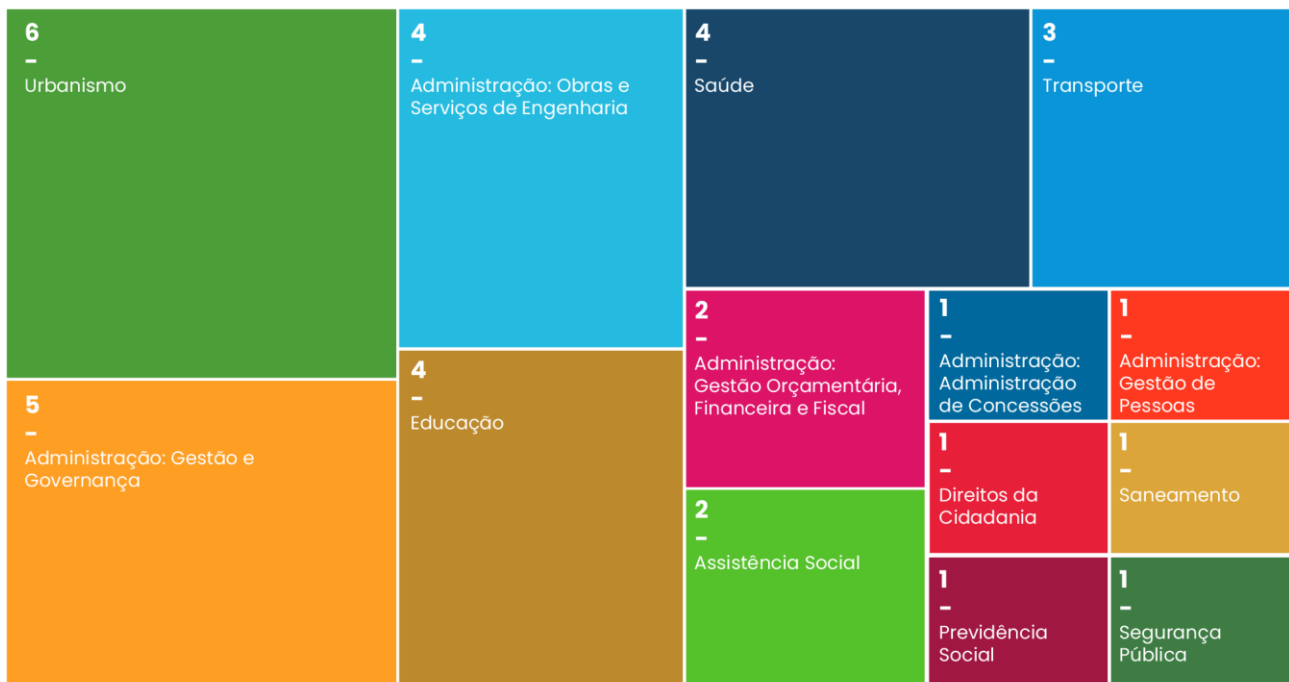 6
–
Urbanismo
5
–
Administração: Gestão e
Governança
4
–
Administração: Obras e
Serviços de Engenharia
4
–
Educação
4
–
Saúde
3
–
Transporte
2
–
Administração:
Gestão Orçamentária,
Financeira e Fiscal
2
–
Assistência Social
1
–
Administração:
Administração
de Concessões
1
–
Administração:
Gestão de
Pessoas
1
–
Direitos da
Cidadania
1
–
Saneamento
1
–
Previdência
Social
1
–
Segurança
Pública